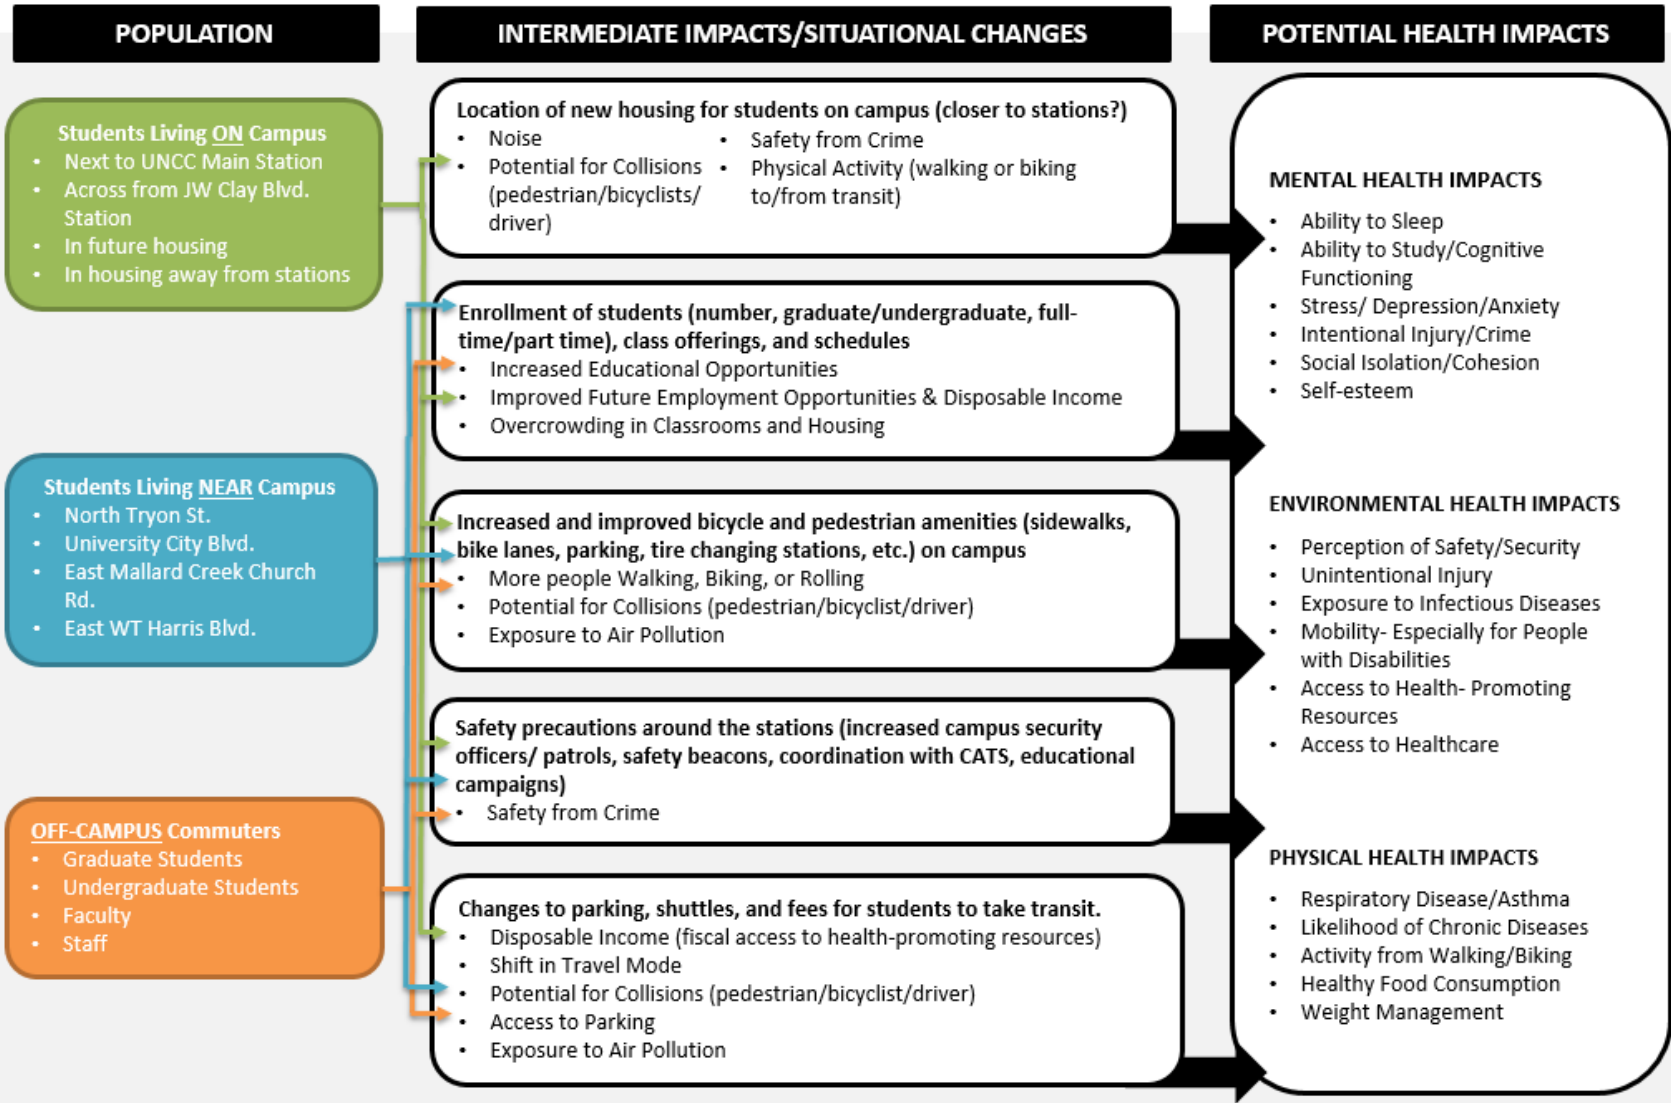 POPULATION
INTERMEDIATE IMPACTS/SITUATIONAL CHANGES
POTENTIAL HEALTH IMPACTS
Students Living ON Campus
• Next to UNCC Main Station
• Across from JW Clay Blvd.
Station
• In future housing
• In housing away from stations
Students Living NEAR Campus
• North Tryon St.
• University City Blvd.
• East Mallard Creek Church
Rd.
• East WT Harris Blvd.
OFF-CAMPUS Commuters
• Graduate Students
• Undergraduate Students
• Faculty
• Staff
Location of new housing for students on campus (closer to stations?)
• Noise
• Potential for Collisions
(pedestrian/bicyclists/
driver)
• Safety from Crime
• Physical Activity (walking or biking
to/from transit)
Enrollment of students (number, graduate/undergraduate, full-
time/part time), class offerings, and schedules
• Increased Educational Opportunities
• Improved Future Employment Opportunities & Disposable Income
• Overcrowding in Classrooms and Housing
Increased and improved bicycle and pedestrian amenities (sidewalks,
bike lanes, parking, tire changing stations, etc.) on campus
• More people Walking, Biking, or Rolling
• Potential for Collisions (pedestrian/bicyclist/driver)
• Exposure to Air Pollution
Safety precautions around the stations (increased campus security
officers/ patrols, safety beacons, coordination with CATS, educational
campaigns)
• Safety from Crime
Changes to parking, shuttles, and fees for students to take transit.
• Disposable Income (fiscal access to health-promoting resources)
• Shift in Travel Mode
• Potential for Collisions (pedestrian/bicyclist/driver)
• Access to Parking
• Exposure to Air Pollution
MENTAL HEALTH IMPACTS
• Ability to Sleep
• Ability to Study/Cognitive
Functioning
• Stress/ Depression/Anxiety
• Intentional Injury/Crime
• Social Isolation/Cohesion
• Self-esteem
ENVIRONMENTAL HEALTH IMPACTS
• Perception of Safety/Security
• Unintentional Injury
• Exposure to Infectious Diseases
• Mobility- Especially for People
with Disabilities
• Access to Health- Promoting
Resources
• Access to Healthcare
PHYSICAL HEALTH IMPACTS
• Respiratory Disease/Asthma
• Likelihood of Chronic Diseases
• Activity from Walking/Biking
• Healthy Food Consumption
• Weight Management